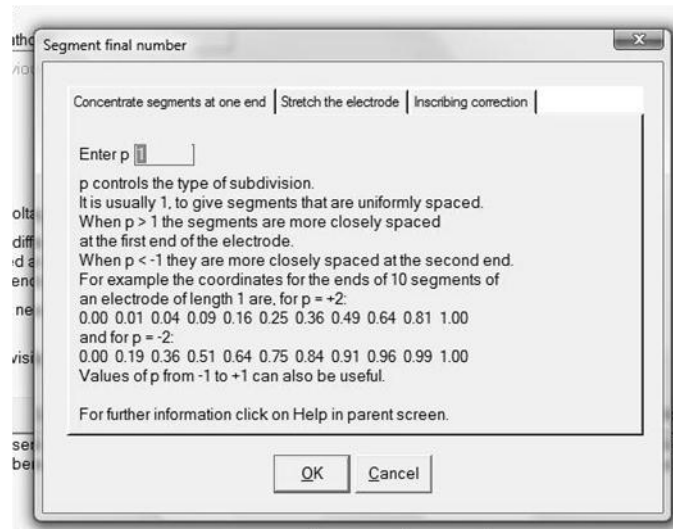 Segment final number
Concentrate segments at one end
Stretch the electrode
Inscribing correction
Enter p 1
p controls the type of subdivision.
It is usually 1, to give segments that are uniformly spaced.
When p > 1 the segments are more closely spaced
at the first end of the electrode.
When p < -1 they are more closely spaced at the second end.
For example the coordinates for the ends of 10 segments of
an electrode of length 1 are, for p = +2:
0.00 0.01 0.04 0.09 0.16 0.25 0.36 0.49 0.64 0.81 1.00
and for p = -2:
0.00 0.19 0.36 0.51 0.64 0.75 0.84 0.91 0.96 0.99 1.00
Values of p from -1 to +1 can also be useful.
For further information click on Help in parent screen.
OK
Cancel